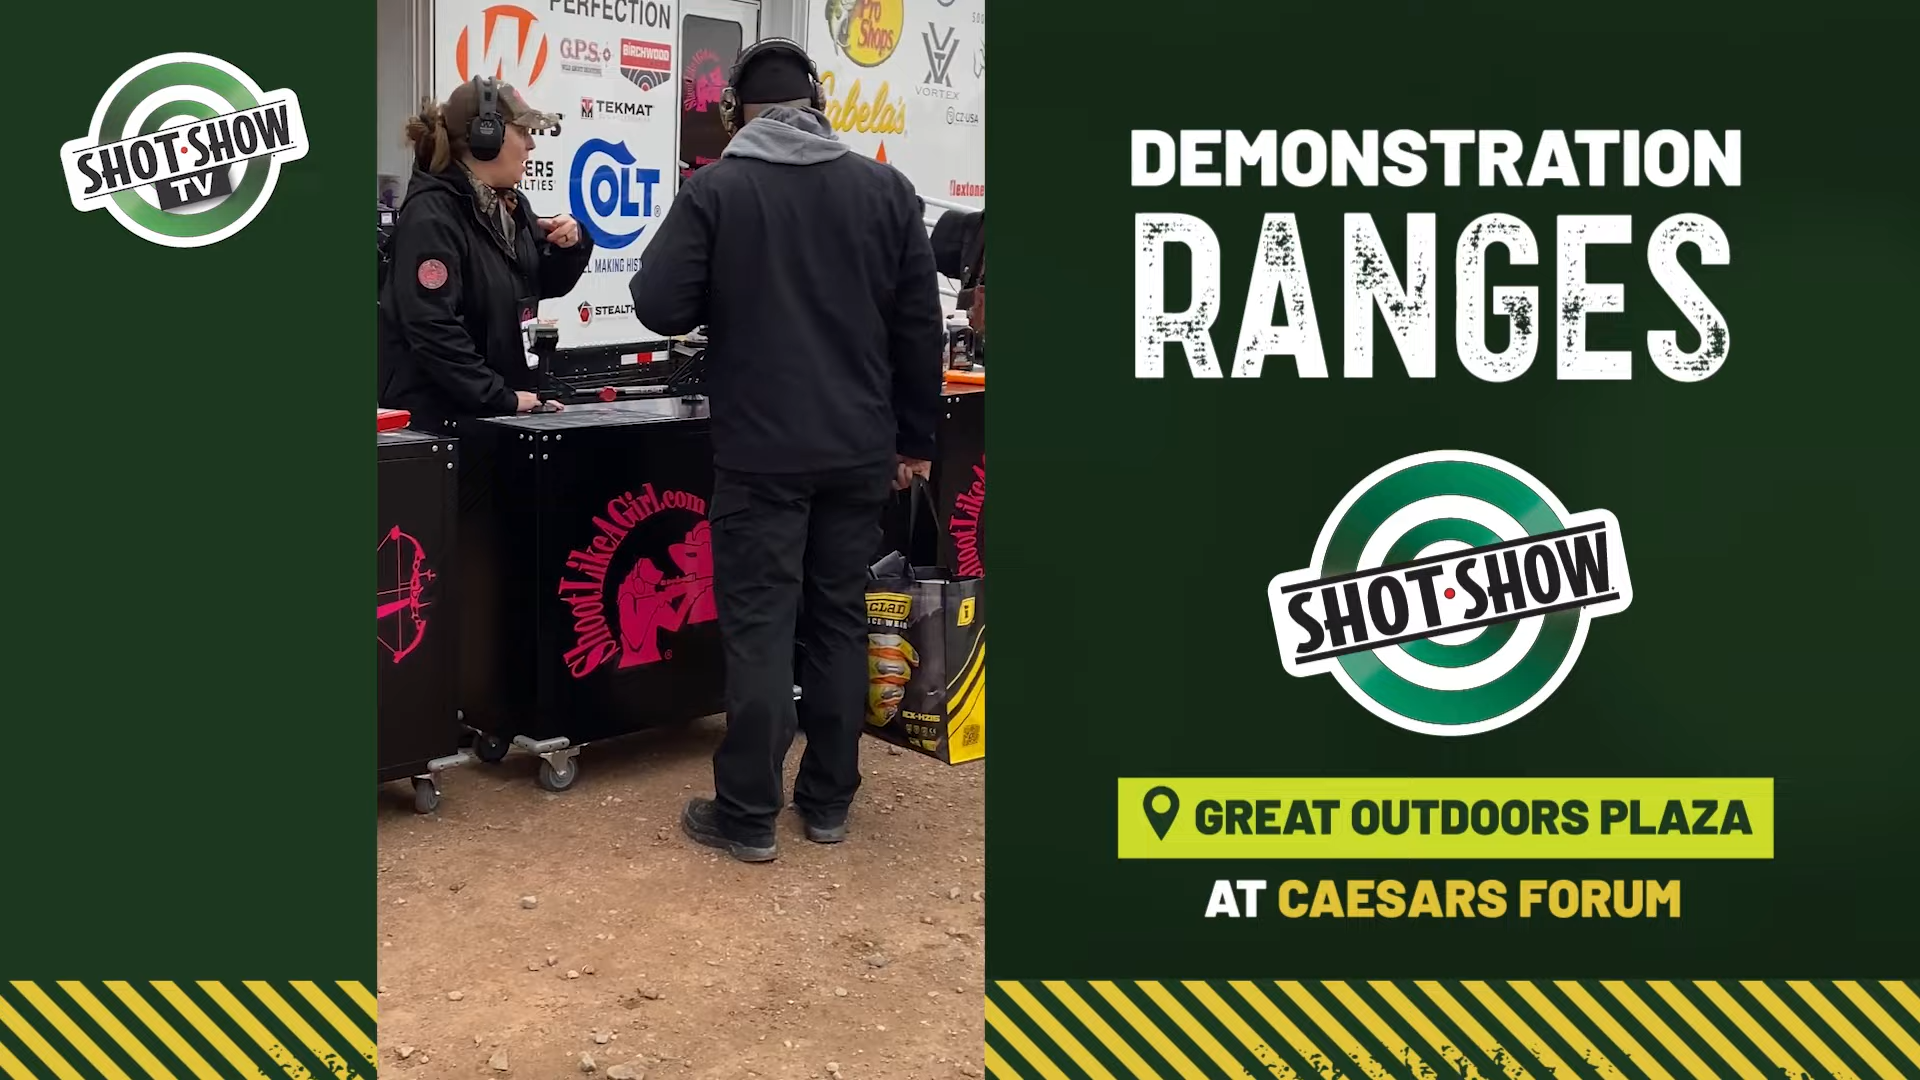 SHOT SHOW
TV
PERFECTION
G.P.S.
BIRCHWOOD
TEKMAT
COLT
MAKING
STEALTH
Pro
Shops
VORTEX
Cabela's
CZ-USA
ShootLikeAGirl.com
DEMONSTRATION
RANGES
SHOT SHOW
GREAT OUTDOORS PLAZA
AT CAESARS FORUM